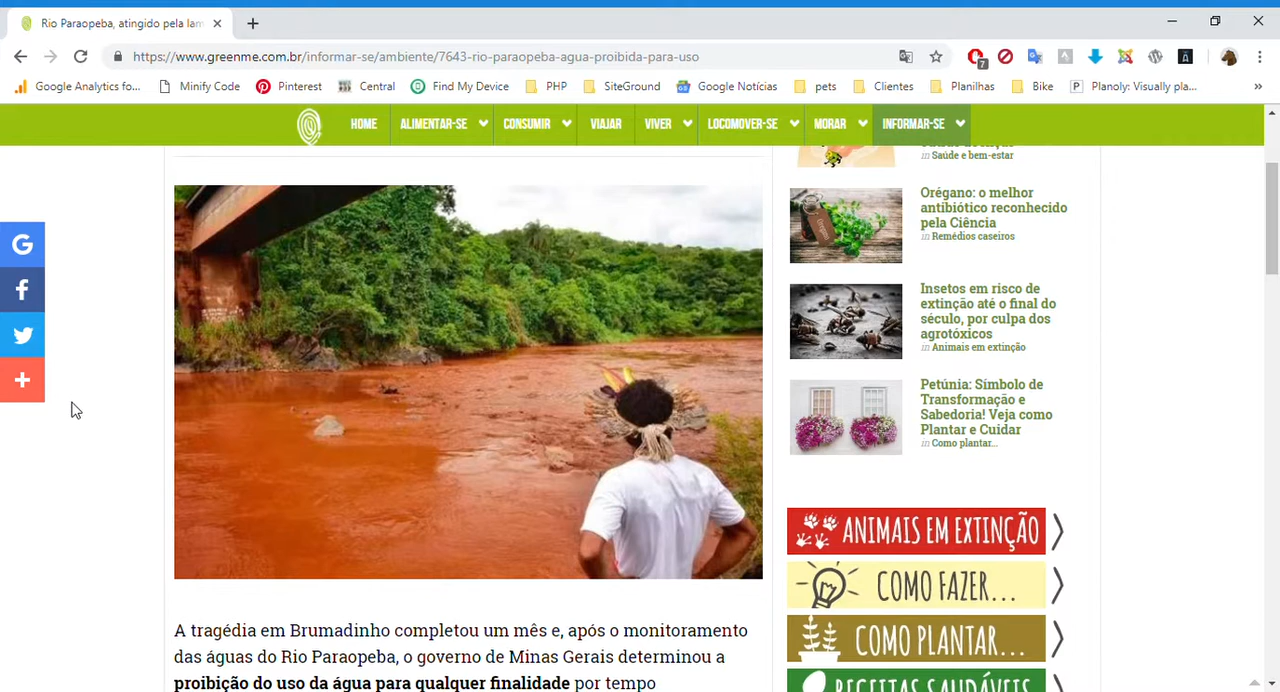 Rio Paraopeba, atingido pela lam
https://www.greenme.com.br/informar-se/ambiente/7643-rio-paraopeba-agua-proibida-para-uso
7
Google Analytics fo...
Minify Code
Pinterest
Central
Find My Device
PHP
SiteGround
Google Notícias
pets
Clientes
Planilhas
Bike
Planoly: Visually pla...
»
HOME
ALIMENTAR-SE
CONSUMIR
VIAJAR
VIVER
LOCOMOVER-SE
MORAR
INFORMAR-SE
in Saúde e bem-estar
Orégano: o melhor
antibiótico reconhecido
pela Ciência
in Remédios caseiros
Insetos em risco de
extinção até o final do
século, por culpa dos
agrotóxicos
in Animais em extinção
Petúnia: Símbolo de
Transformação e
Sabedoria! Veja como
Plantar e Cuidar
in Como plantar...
ANIMAIS EM EXTINÇÃO
COMO FAZER...
COMO PLANTAR...
RECEITAS SAUDÁVEIS
A tragédia em Brumadinho completou um mês e, após o monitoramento
das águas do Rio Paraopeba, o governo de Minas Gerais determinou a
proibição do uso da água para qualquer finalidade por tempo